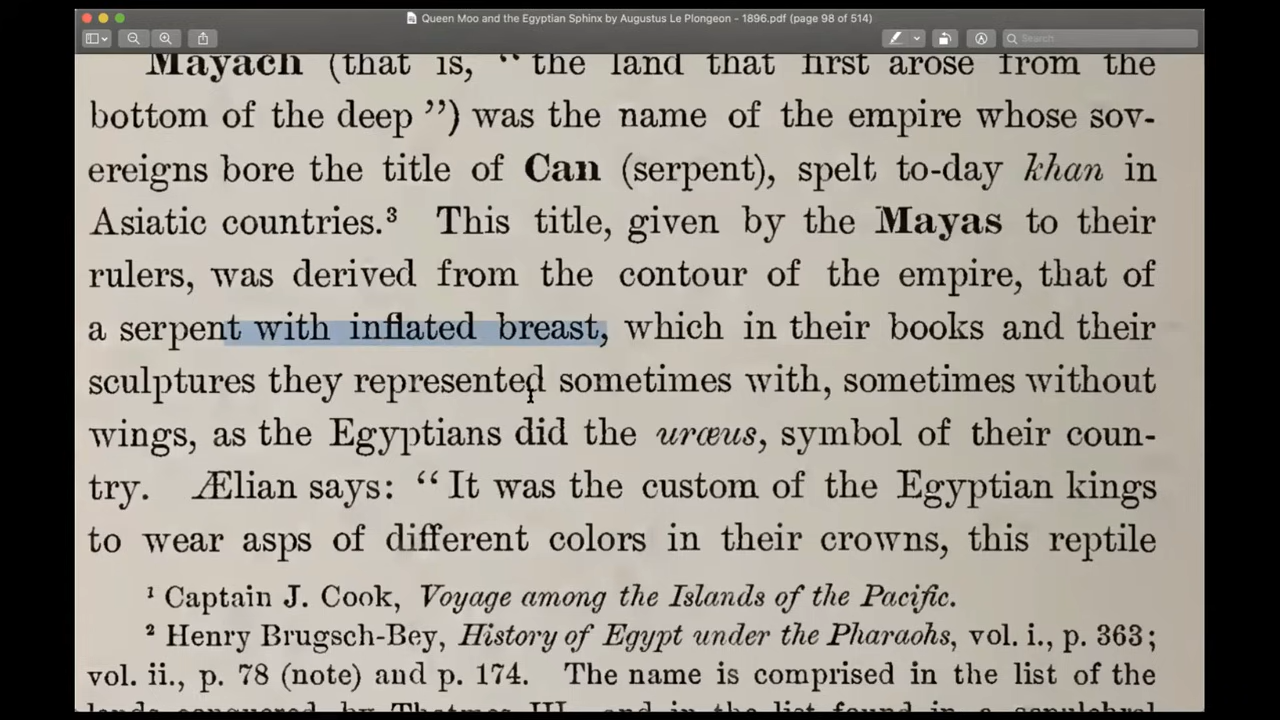 Queen Moo and the Egyptian Sphinx by Augustus Le Plongeon - 1896.pdf (page 98 of 514)
Search
Mayach (that is, “the land that first arose from the
bottom of the deep”) was the name of the empire whose sov-
ereigns bore the title of Can (serpent), spelt to-day khan in
Asiatic countries.³ This title, given by the Mayas to their
rulers, was derived from the contour of the empire, that of
a serpent with inflated breast, which in their books and their
sculptures they represented sometimes with, sometimes without
wings, as the Egyptians did the uræus, symbol of their coun-
try. Ælian says: “It was the custom of the Egyptian kings
to wear asps of different colors in their crowns, this reptile
¹ Captain J. Cook, Voyage among the Islands of the Pacific.
² Henry Brugsch-Bey, History of Egypt under the Pharaohs, vol. i., p. 363;
vol. ii., p. 78 (note) and p. 174. The name is comprised in the list of the